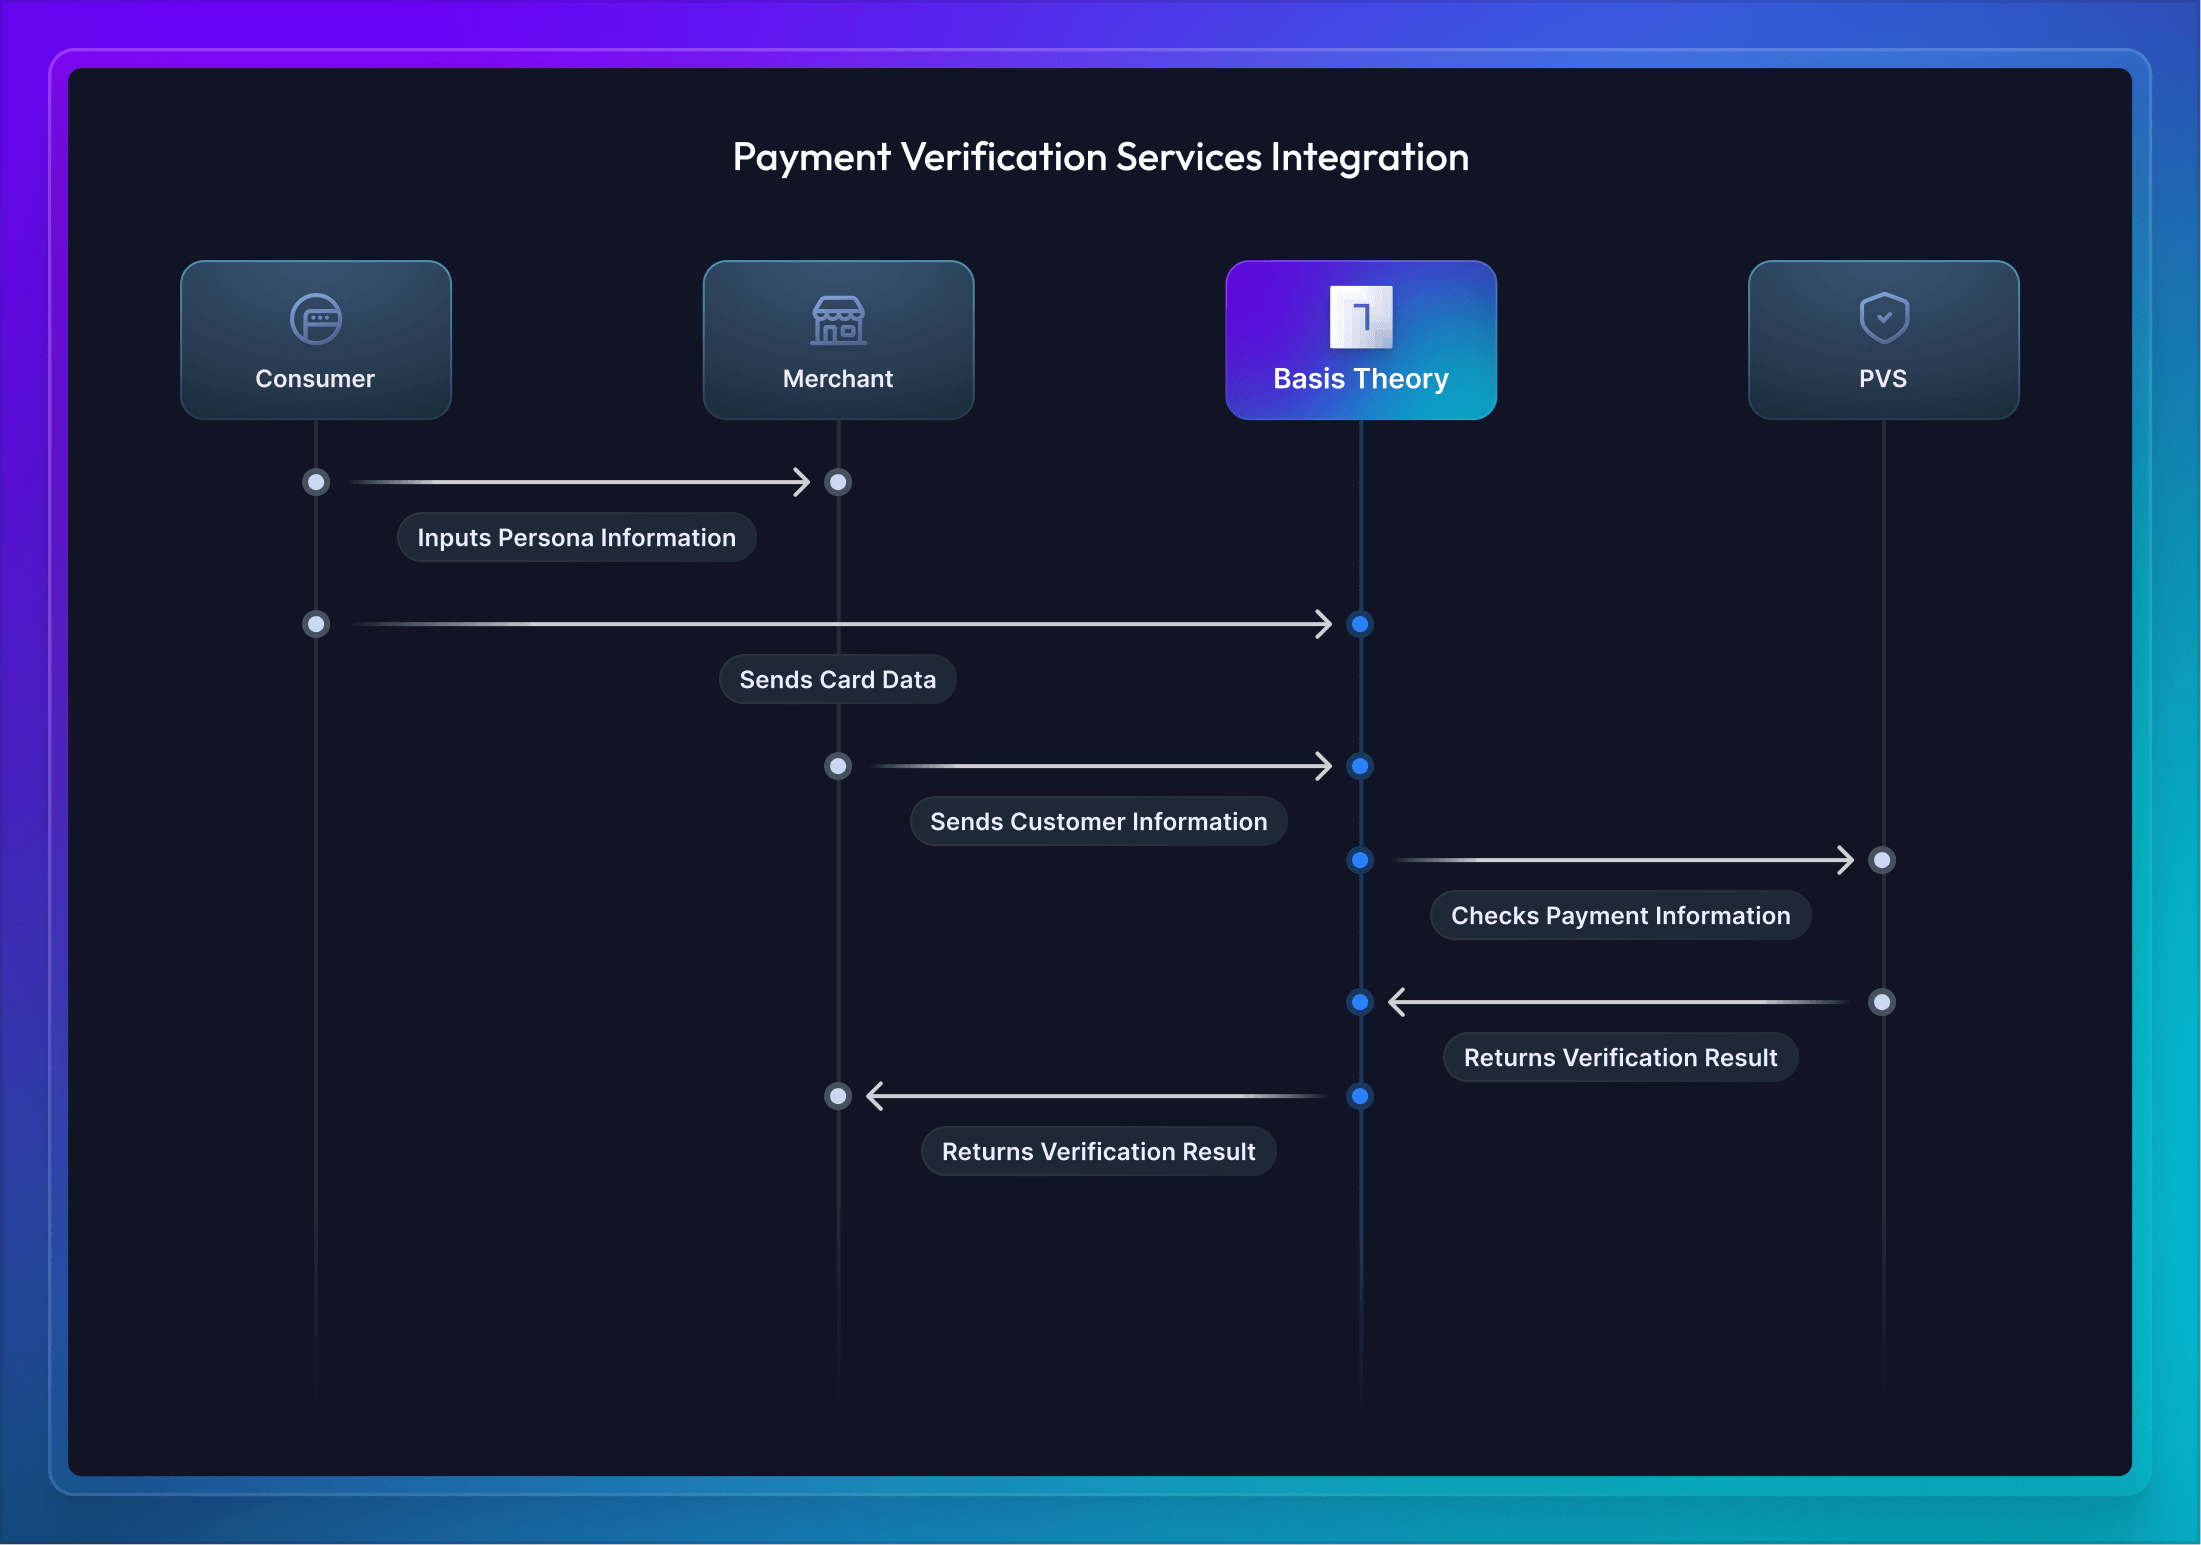 Payment Verification Services Integration
Consumer
Merchant
Basis Theory
PVS
Inputs Persona Information
Sends Card Data
Sends Customer Information
Checks Payment Information
Returns Verification Result
Returns Verification Result